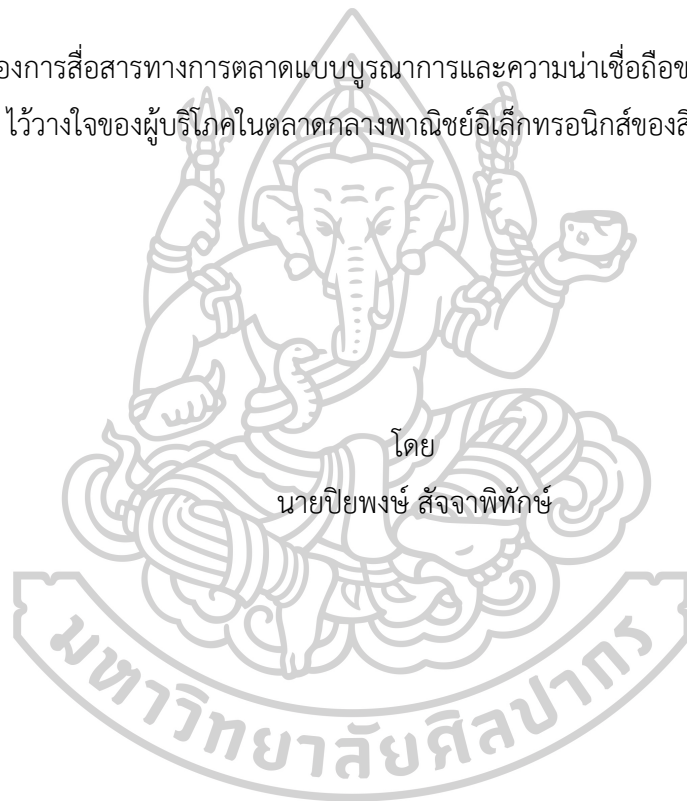 องการสื่อสารทางการตลาดแบบบูรณาการและความน่าเชื่อถือข
ไว้วางใจของผู้บริโภคในตลาดกลางพาณิชย์อิเล็กทรอนิกส์ของสิ
โดย
นายปิยพงษ์ สัจจาพิทักษ์
มหาวิทยาลัยศิลปากร